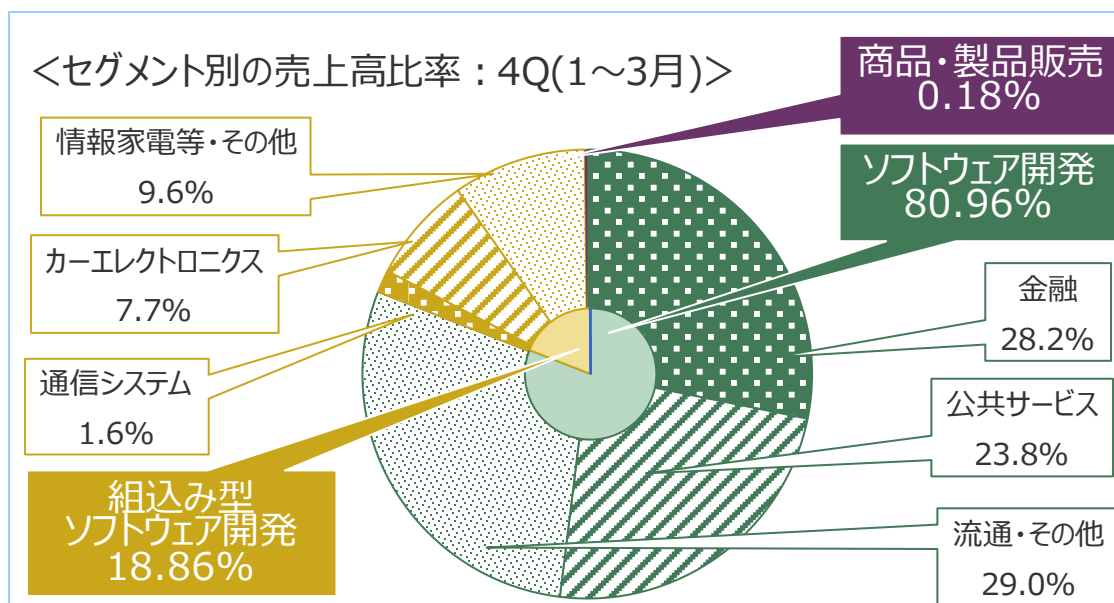 ＜セグメント別の売上高比率：4Q(1～3月)＞
商品・製品販売
0.18%
ソフトウェア開発
80.96%
金融
28.2%
公共サービス
23.8%
流通・その他
29.0%
情報家電等・その他
9.6%
カーエレクトロニクス
7.7%
通信システム
1.6%
組込み型
ソフトウェア開発
18.86%